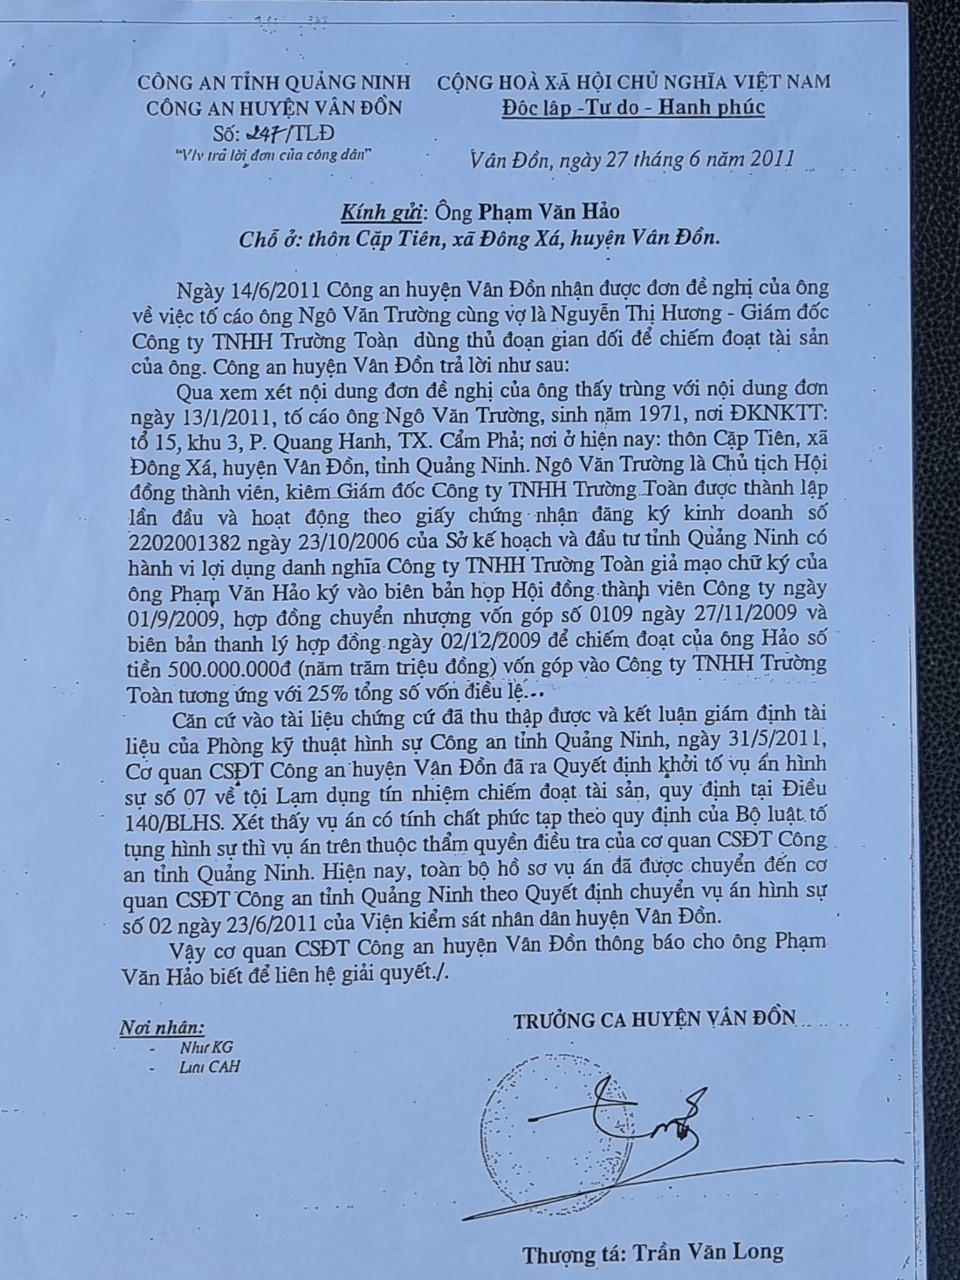 CÔNG AN TỈNH QUẢNG NINH
CÔNG AN HUYỆN VÂN ĐỒN
Số: 247/TLĐ
"V/v trả lời đơn của công dân"
CỘNG HOÀ XÃ HỘI CHỦ NGHĨA VIỆT NAM
Độc lập -Tự do - Hạnh phúc
Vân Đồn, ngày 27 tháng 6 năm 2011
Kính gửi: Ông Phạm Văn Hảo
Chỗ ở: thôn Cặp Tiên, xã Đông Xá, huyện Vân Đồn.
Ngày 14/6/2011 Công an huyện Vân Đồn nhận được đơn đề nghị của ông
về việc tố cáo ông Ngô Văn Trường cùng vợ là Nguyễn Thị Hương - Giám đốc
Công ty TNHH Trường Toàn dùng thủ đoạn gian dối để chiếm đoạt tài sản
của ông. Công an huyện Vân Đồn trả lời như sau:
Qua xem xét nội dung đơn đề nghị của ông thấy trùng với nội dung đơn
ngày 13/1/2011, tố cáo ông Ngô Văn Trường, sinh năm 1971, nơi ĐKNKTT:
tổ 15, khu 3, P. Quang Hanh, TX. Cẩm Phả; nơi ở hiện nay: thôn Cặp Tiên, xã
Đông Xá, huyện Vân Đồn, tỉnh Quảng Ninh. Ngô Văn Trường là Chủ tịch Hội
đồng thành viên, kiêm Giám đốc Công ty TNHH Trường Toàn được thành lập
lần đầu và hoạt động theo giấy chứng nhận đăng ký kinh doanh số
2202001382 ngày 23/10/2006 của Sở kế hoạch và đầu tư tỉnh Quảng Ninh có
hành vi lợi dụng danh nghĩa Công ty TNHH Trường Toàn giả mạo chữ ký của
ông Phạm Văn Hảo ký vào biên bản họp Hội đồng thành viên Công ty ngày
01/9/2009, hợp đồng chuyển nhượng vốn góp số 0109 ngày 27/11/2009 và
biên bản thanh lý hợp đồng ngày 02/12/2009 để chiếm đoạt của ông Hảo số
tiền 500.000.000đ (năm trăm triệu đồng) vốn góp vào Công ty TNHH Trường
Toàn tương ứng với 25% tổng số vốn điều lệ...
Căn cứ vào tài liệu chứng cứ đã thu thập được và kết luận giám định tài
liệu của Phòng kỹ thuật hình sự Công an tỉnh Quảng Ninh, ngày 31/5/2011,
Cơ quan CSĐT Công an huyện Vân Đồn đã ra Quyết định khởi tố vụ án hình
sự số 07 về tội Lạm dụng tín nhiệm chiếm đoạt tài sản, quy định tại Điều
140/BLHS. Xét thấy vụ án có tính chất phức tạp theo quy định của Bộ luật tố
tụng hình sự thì vụ án trên thuộc thẩm quyền điều tra của cơ quan CSĐT Công
an tỉnh Quảng Ninh. Hiện nay, toàn bộ hồ sơ vụ án đã được chuyển đến cơ
quan CSĐT Công an tỉnh Quảng Ninh theo Quyết định chuyển vụ án hình sự
số 02 ngày 23/6/2011 của Viện kiểm sát nhân dân huyện Vân Đồn.
Vậy cơ quan CSĐT Công an huyện Vân Đồn thông báo cho ông Phạm
Văn Hảo biết để liên hệ giải quyết./.
Nơi nhận:
- Như KG
- Lưu CAH
TRƯỞNG CA HUYỆN VÂN ĐỒN
Thượng tá: Trần Văn Long